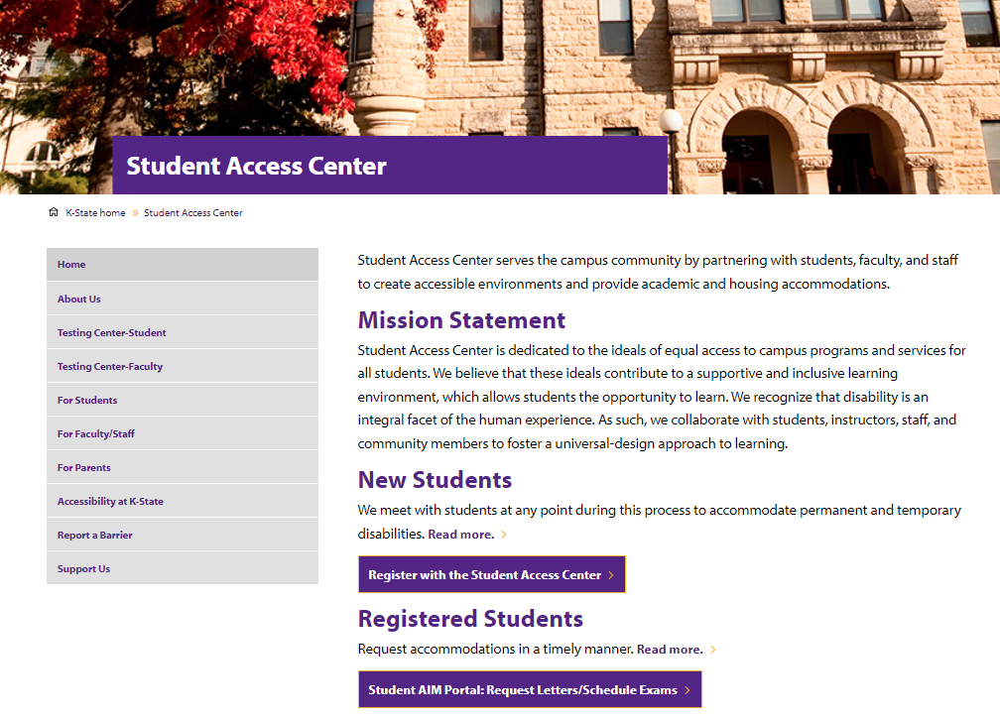 Student Access Center
K-State home » Student Access Center
Home
About Us
Testing Center-Student
Testing Center-Faculty
For Students
For Faculty/Staff
For Parents
Accessibility at K-State
Report a Barrier
Support Us
Student Access Center serves the campus community by partnering with students, faculty, and staff
to create accessible environments and provide academic and housing accommodations.
Mission Statement
Student Access Center is dedicated to the ideals of equal access to campus programs and services for
all students. We believe that these ideals contribute to a supportive and inclusive learning
environment, which allows students the opportunity to learn. We recognize that disability is an
integral facet of the human experience. As such, we collaborate with students, instructors, staff, and
community members to foster a universal-design approach to learning.
New Students
We meet with students at any point during this process to accommodate permanent and temporary
disabilities. Read more. ›
Register with the Student Access Center ›
Registered Students
Request accommodations in a timely manner. Read more. ›
Student AIM Portal: Request Letters/Schedule Exams ›